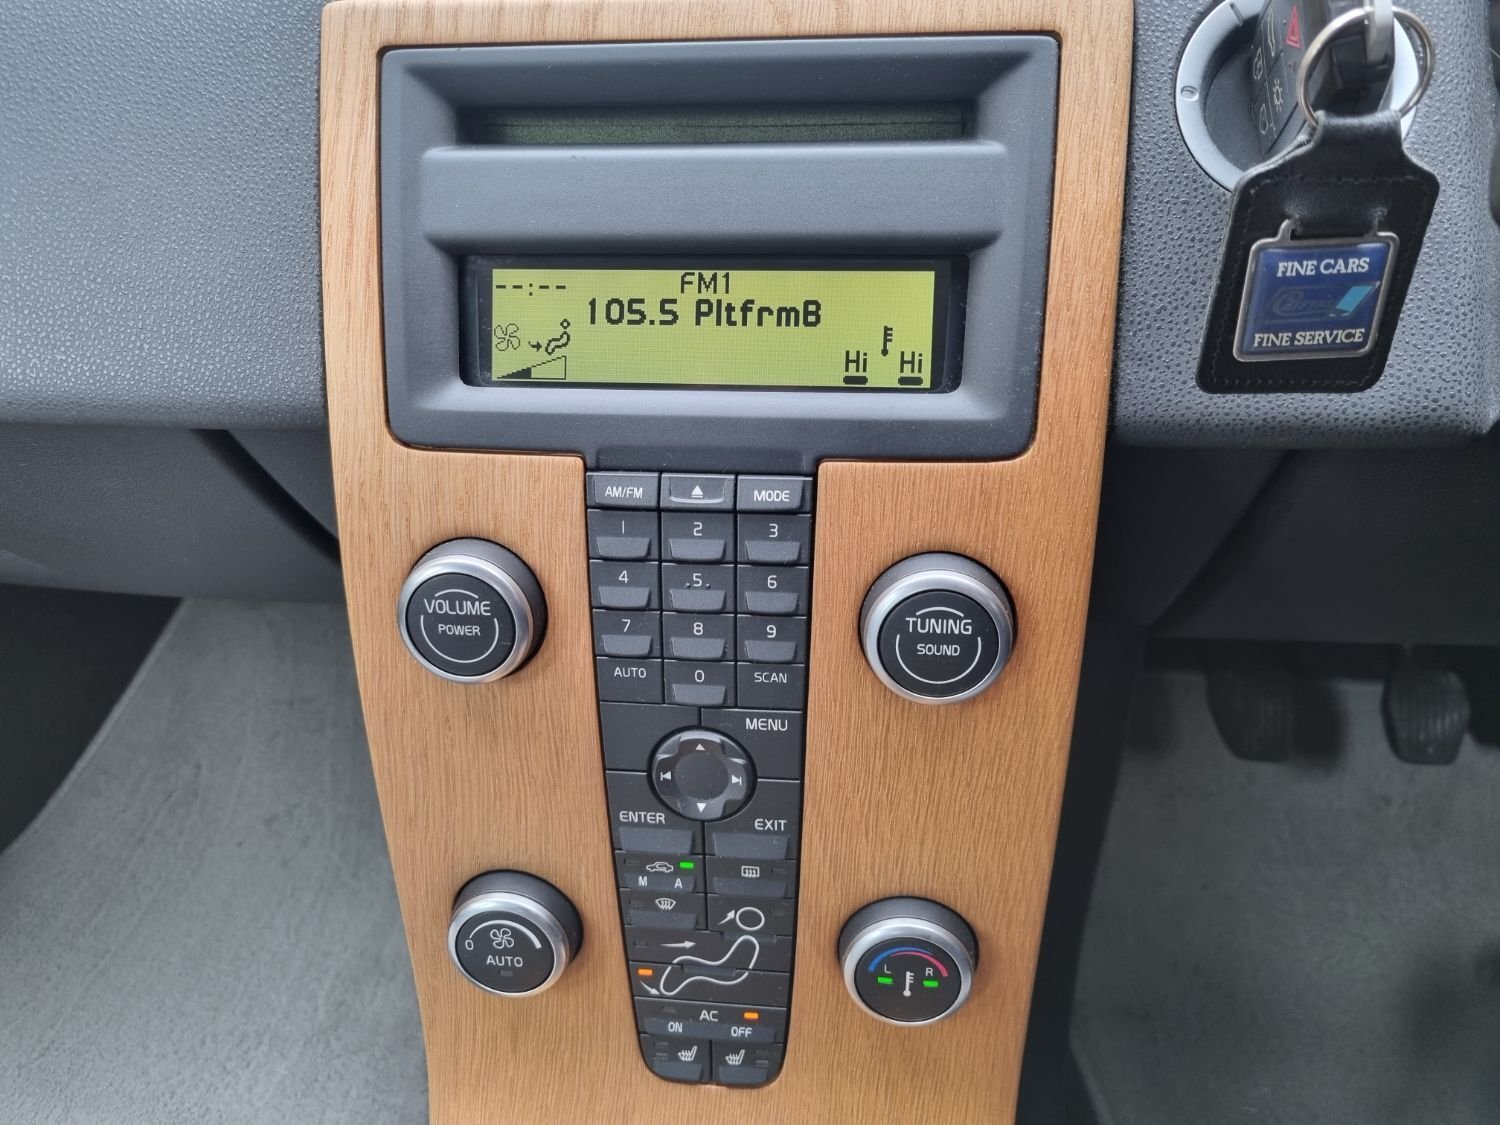 --:--
FM1
105.5 PltfrmB
Hi Hi
FINE CARS
FINE SERVICE
AM/FM MODE
1 2 3
4 .5. 6
7 8 9
AUTO 0 SCAN
VOLUME
POWER
TUNING
SOUND
MENU
ENTER EXIT
M A
0
AUTO
L R
AC
ON OFF